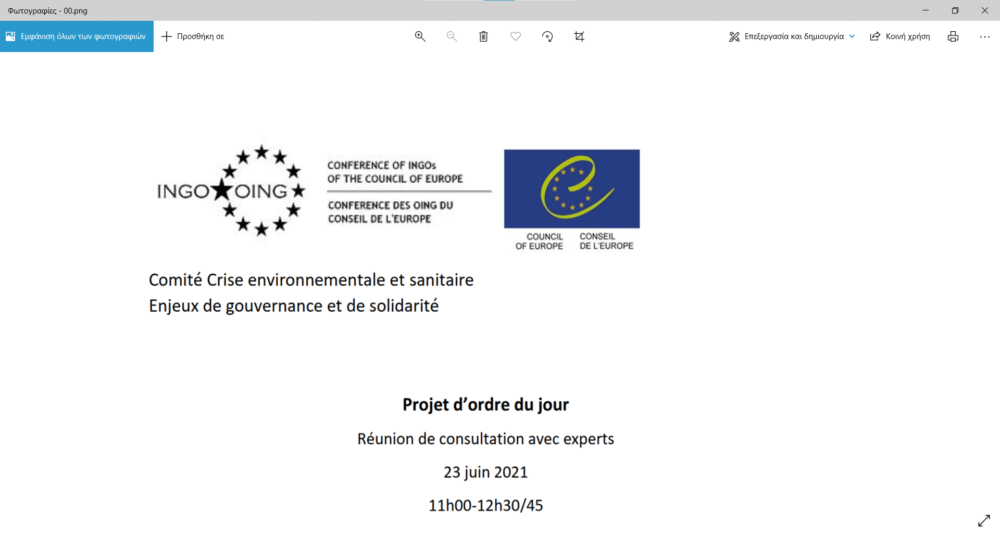 Φωτογραφίες - 00.png
Εμφάνιση όλων των φωτογραφιών
Προσθήκη σε
Επεξεργασία και δημιουργία
Κοινή χρήση
INGO OING
CONFERENCE OF INGOs
OF THE COUNCIL OF EUROPE
CONFERENCE DES OING DU
CONSEIL DE L'EUROPE
COUNCIL
OF EUROPE
CONSEIL
DE L'EUROPE
Comité Crise environnementale et sanitaire
Enjeux de gouvernance et de solidarité
Projet d’ordre du jour
Réunion de consultation avec experts
23 juin 2021
11h00-12h30/45